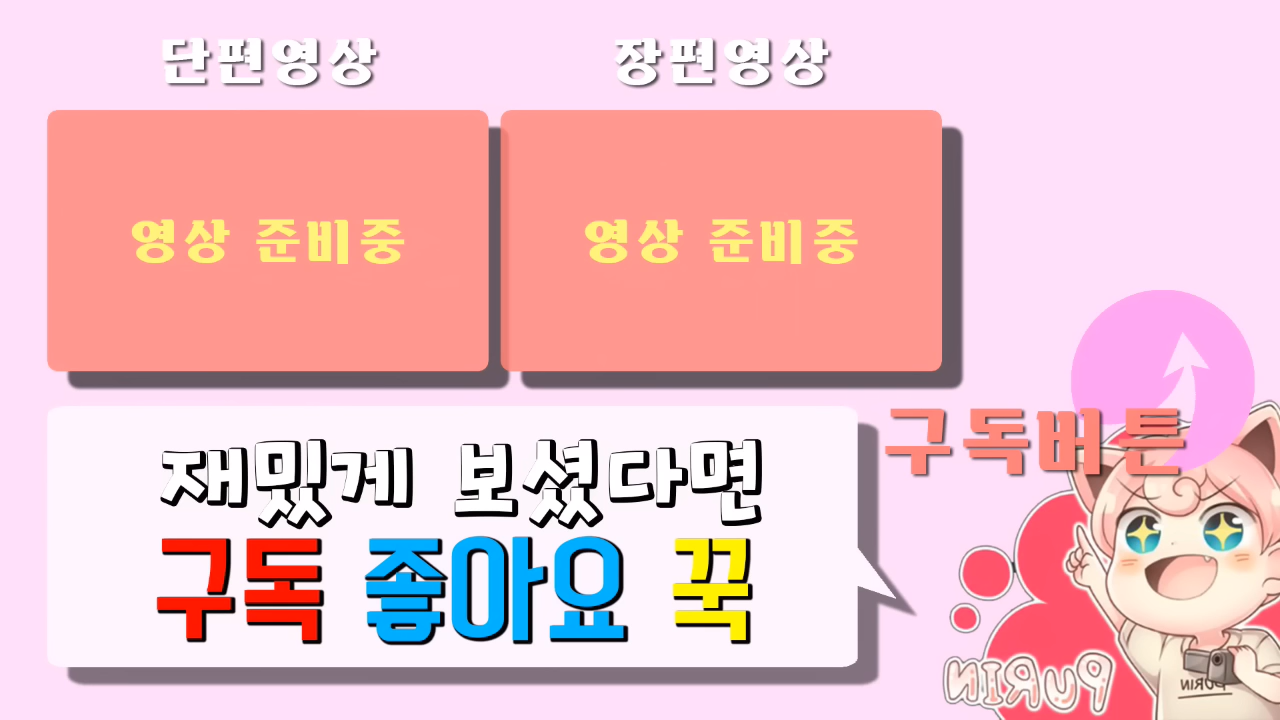 단편영상
장편영상
영상 준비중
영상 준비중
재밌게 보셨다면
구독 좋아요 꾹
구독버튼
PURIN
PURIN